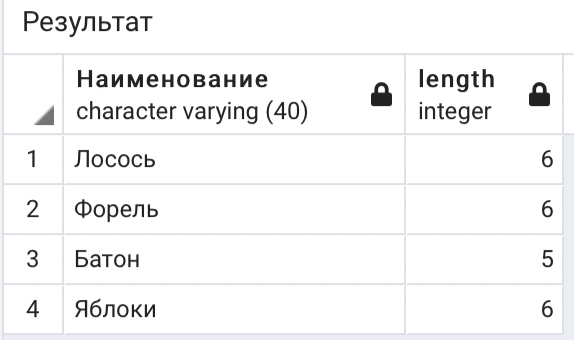 Результат
Наименование length
character varying (40) integer
1 Лосось 6
2 Форель 6
3 Батон 5
4 Яблоки 6